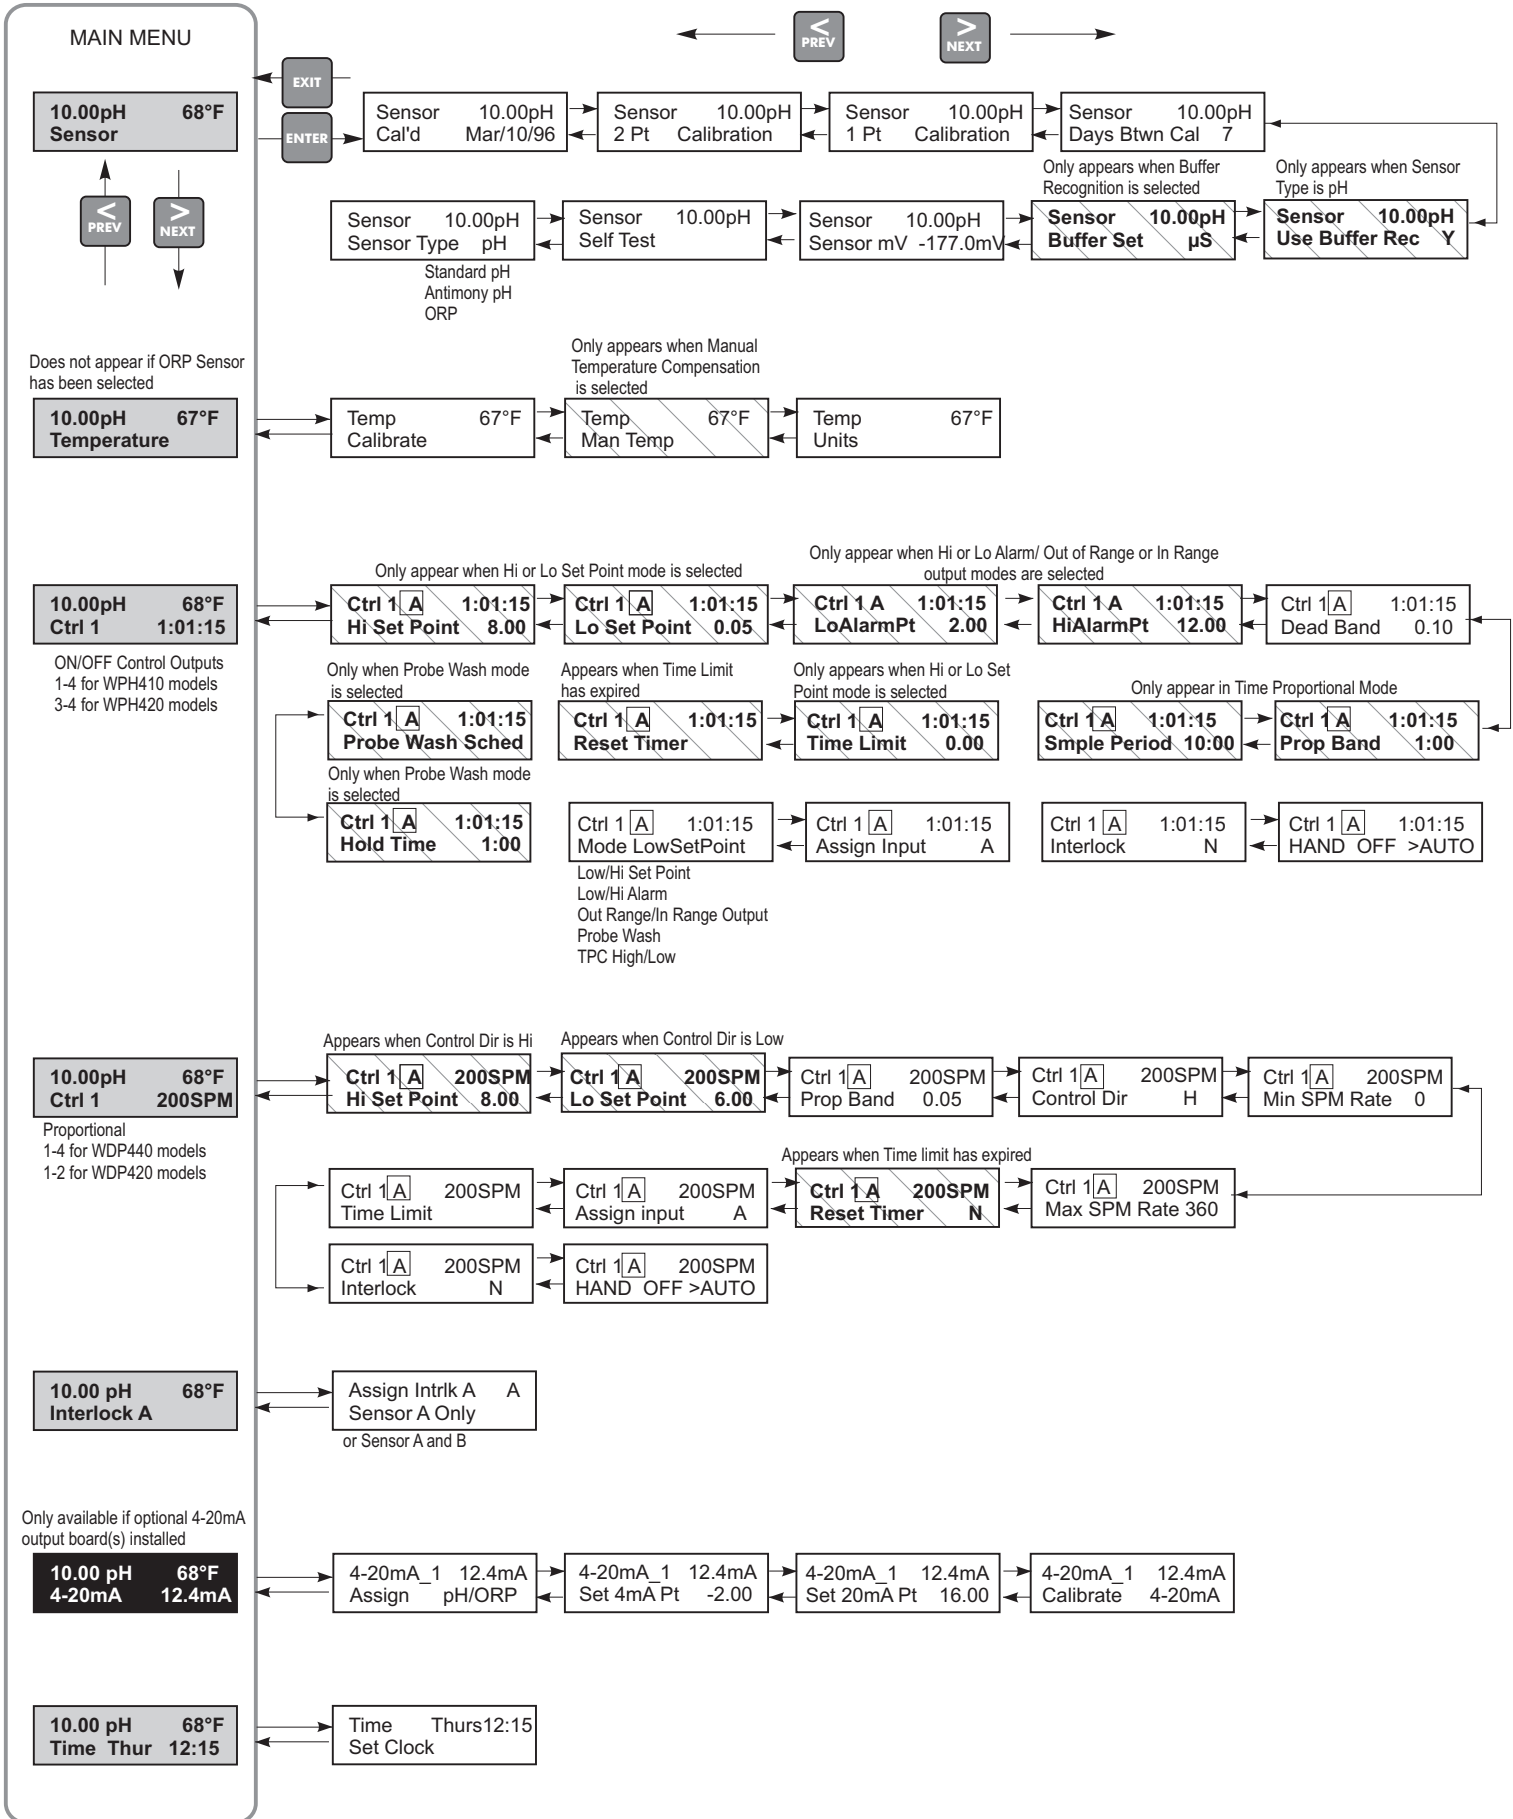 MAIN MENU
<
PREV
>
NEXT
EXIT
ENTER
10.00pH 68°F
Sensor
Sensor 10.00pH
Cal'd Mar/10/96
Sensor 10.00pH
2 Pt Calibration
Sensor 10.00pH
1 Pt Calibration
Sensor 10.00pH
Days Btwn Cal 7
<
PREV
>
NEXT
Only appears when Buffer
Recognition is selected
Only appears when Sensor
Type is pH
Sensor 10.00pH
Sensor Type pH
Sensor 10.00pH
Self Test
Sensor 10.00pH
Sensor mV -177.0mV
Sensor 10.00pH
Buffer Set µS
Sensor 10.00pH
Use Buffer Rec Y
Standard pH
Antimony pH
ORP
Does not appear if ORP Sensor
has been selected
Only appears when Manual
Temperature Compensation
is selected
10.00pH 67°F
Temperature
Temp 67°F
Calibrate
Temp 67°F
Man Temp
Temp 67°F
Units
Only appear when Hi or Lo Set Point mode is selected
Only appear when Hi or Lo Alarm/ Out of Range or In Range
output modes are selected
10.00pH 68°F
Ctrl 1 1:01:15
Ctrl 1 A 1:01:15
Hi Set Point 8.00
Ctrl 1 A 1:01:15
Lo Set Point 0.05
Ctrl 1 A 1:01:15
LoAlarmPt 2.00
Ctrl 1 A 1:01:15
HiAlarmPt 12.00
Ctrl 1 A 1:01:15
Dead Band 0.10
ON/OFF Control Outputs
1-4 for WPH410 models
3-4 for WPH420 models
Only when Probe Wash mode
is selected
Appears when Time Limit
has expired
Only appears when Hi or Lo Set
Point mode is selected
Only appear in Time Proportional Mode
Ctrl 1 A 1:01:15
Probe Wash Sched
Ctrl 1 A 1:01:15
Reset Timer
Ctrl 1 A 1:01:15
Time Limit 0.00
Ctrl 1 A 1:01:15
Smple Period 10:00
Ctrl 1 A 1:01:15
Prop Band 1:00
Only when Probe Wash mode
is selected
Ctrl 1 A 1:01:15
Hold Time 1:00
Ctrl 1 A 1:01:15
Mode LowSetPoint
Ctrl 1 A 1:01:15
Assign Input A
Ctrl 1 A 1:01:15
Interlock N
Ctrl 1 A 1:01:15
HAND OFF >AUTO
Low/Hi Set Point
Low/Hi Alarm
Out Range/In Range Output
Probe Wash
TPC High/Low
Appears when Control Dir is Hi
Appears when Control Dir is Low
10.00pH 68°F
Ctrl 1 200SPM
Ctrl 1 A 200SPM
Hi Set Point 8.00
Ctrl 1 A 200SPM
Lo Set Point 6.00
Ctrl 1 A 200SPM
Prop Band 0.05
Ctrl 1 A 200SPM
Control Dir H
Ctrl 1 A 200SPM
Min SPM Rate 0
Proportional
1-4 for WDP440 models
1-2 for WDP420 models
Appears when Time limit has expired
Ctrl 1 A 200SPM
Time Limit
Ctrl 1 A 200SPM
Assign input A
Ctrl 1 A 200SPM
Reset Timer N
Ctrl 1 A 200SPM
Max SPM Rate 360
Ctrl 1 A 200SPM
Interlock N
Ctrl 1 A 200SPM
HAND OFF >AUTO
10.00 pH 68°F
Interlock A
Assign Intrlk A A
Sensor A Only
or Sensor A and B
Only available if optional 4-20mA
output board(s) installed
10.00 pH 68°F
4-20mA 12.4mA
4-20mA_1 12.4mA
Assign pH/ORP
4-20mA_1 12.4mA
Set 4mA Pt -2.00
4-20mA_1 12.4mA
Set 20mA Pt 16.00
4-20mA_1 12.4mA
Calibrate 4-20mA
10.00 pH 68°F
Time Thur 12:15
Time Thurs12:15
Set Clock